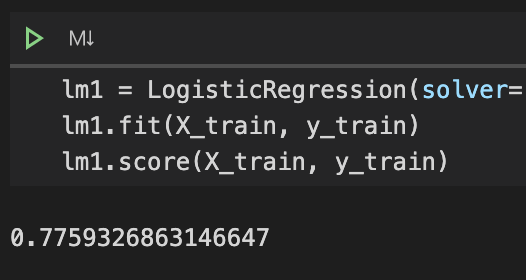 M↓
lm1 = LogisticRegression(solver=
lm1.fit(X_train, y_train)
lm1.score(X_train, y_train)
0.7759326863146647